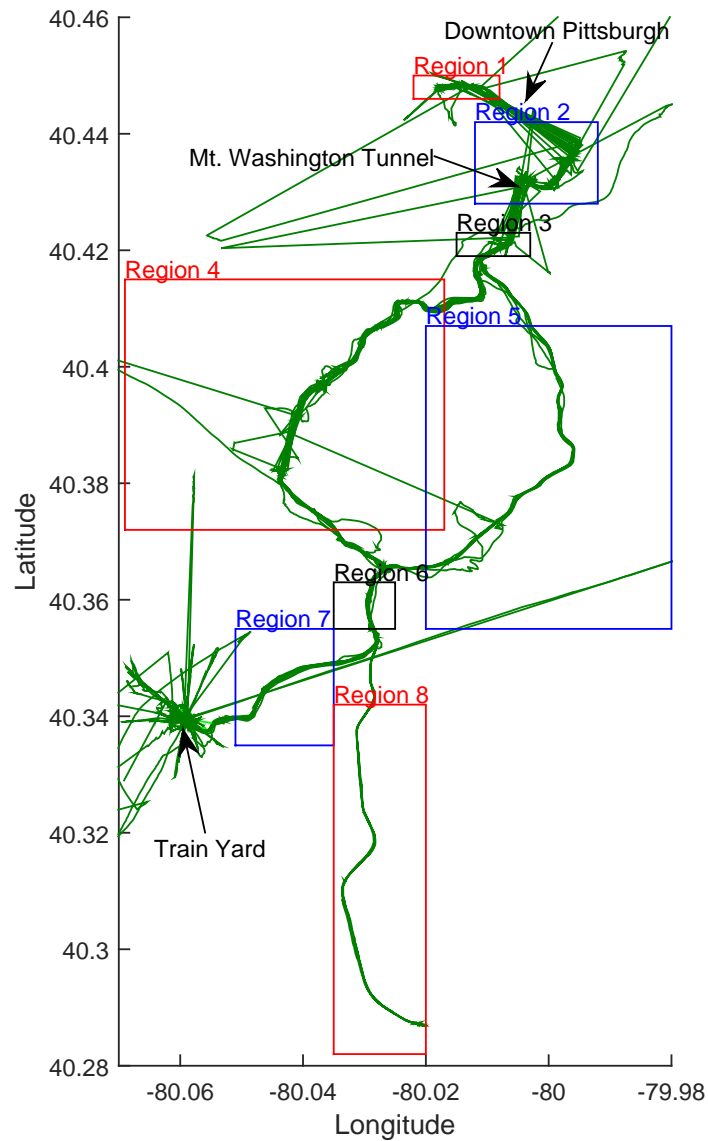 40.46
Downtown Pittsburgh
Region 1
40.44
Region 2
Mt. Washington Tunnel
40.42
Region 3
Region 4
Region 5
40.4
40.38
Latitude
Region 6
40.36
Region 7
Region 8
40.34
Train Yard
40.32
40.3
40.28
-80.06
-80.04
-80.02
-80
-79.98
Longitude